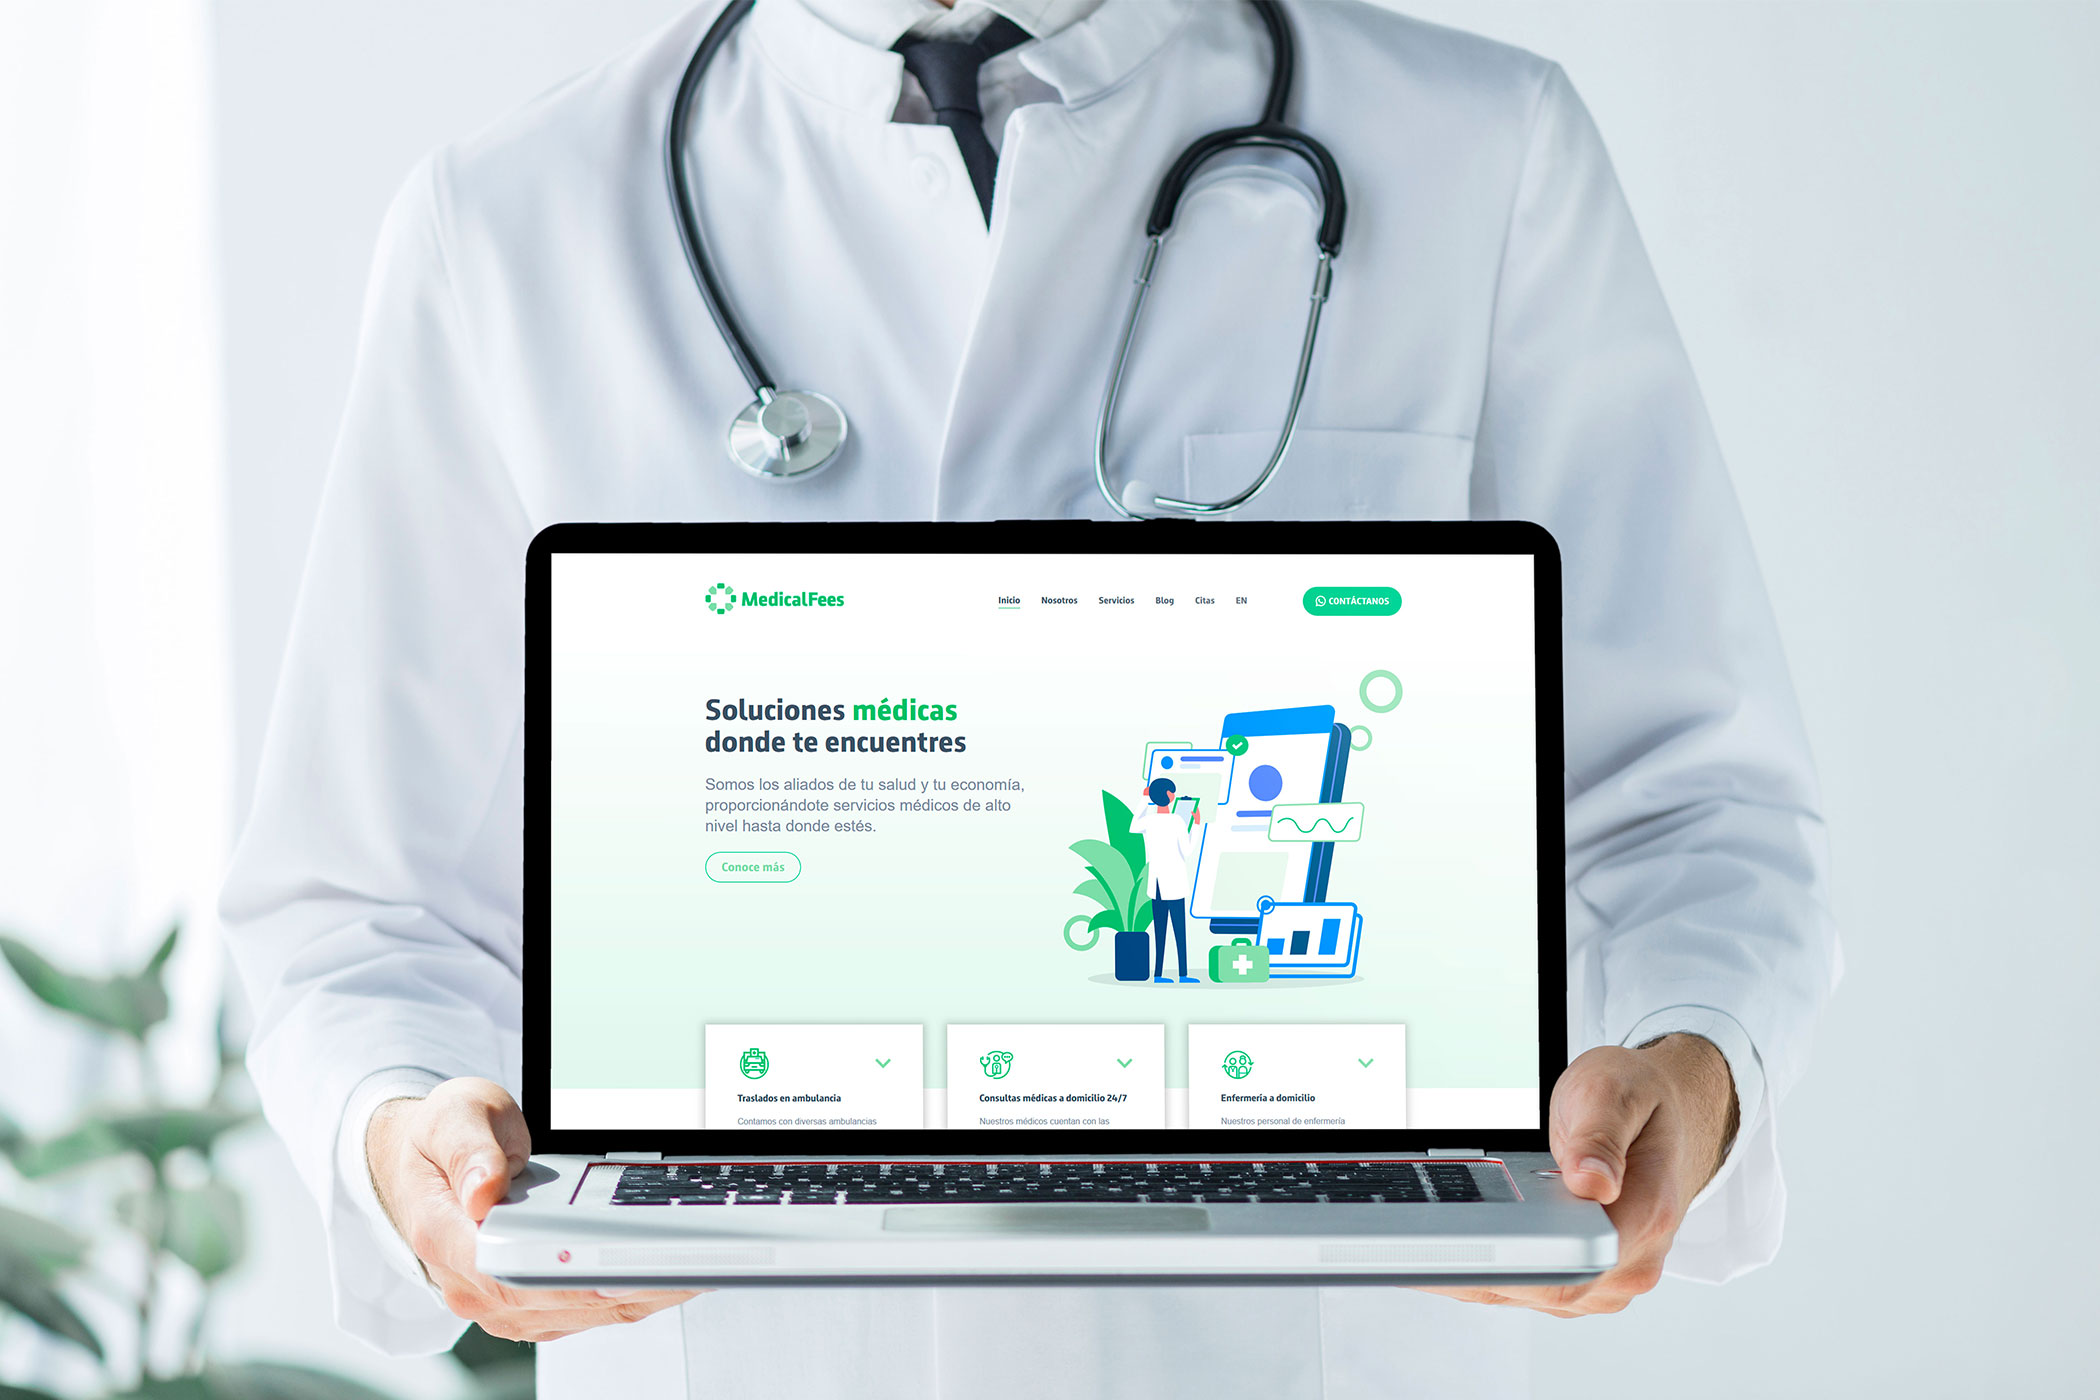 MedicalFees
Inicio Nosotros Servicios Blog Citas EN CONTÁCTANOS
Soluciones médicas
donde te encuentres
Somos los aliados de tu salud y tu economía,
proporcionándote servicios médicos de alto
nivel hasta donde estés.
Conoce más
Traslados en ambulancia
Contamos con diversas ambulancias
Consultas médicas a domicilio 24/7
Nuestros médicos cuentan con las
Enfermeria a domicilio
Nuestros personal de enfermería